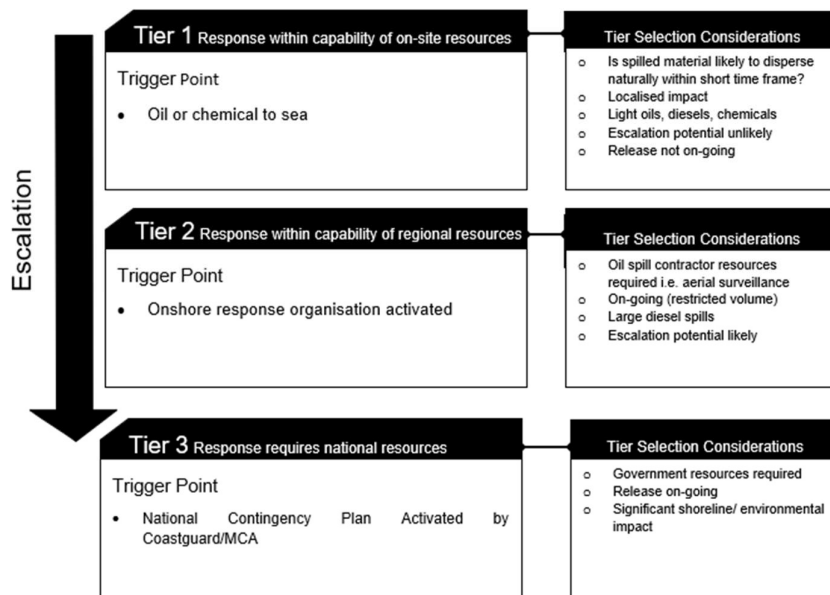 Escalation
Tier 1 Response within capability of on-site resources
Trigger Point
• Oil or chemical to sea
Tier Selection Considerations
o Is spilled material likely to disperse
naturally within short time frame?
o Localised impact
o Light oils, diesels, chemicals
o Escalation potential unlikely
o Release not on-going
Tier 2 Response within capability of regional resources
Trigger Point
• Onshore response organisation activated
Tier Selection Considerations
o Oil spill contractor resources
required i.e. aerial surveillance
o On-going (restricted volume)
o Large diesel spills
o Escalation potential likely
Tier 3 Response requires national resources
Trigger Point
• National Contingency Plan Activated by
Coastguard/MCA
Tier Selection Considerations
o Government resources required
o Release on-going
o Significant shoreline/ environmental
impact